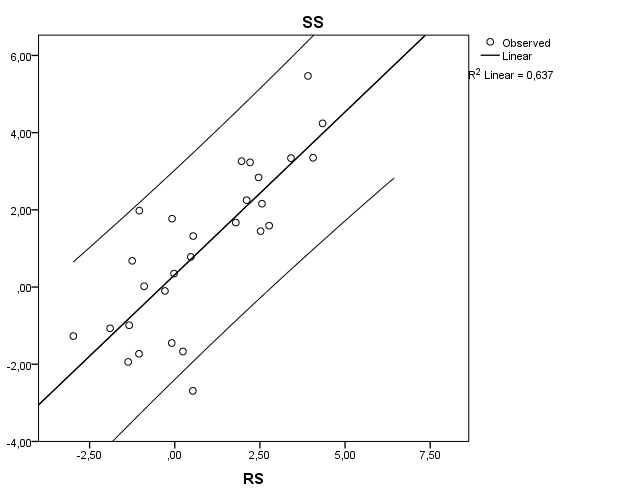 SS
Observed
Linear
R² Linear = 0,637
6,00
4,00
2,00
,00
-2,00
-4,00
-2,50 ,00 2,50 5,00 7,50
RS